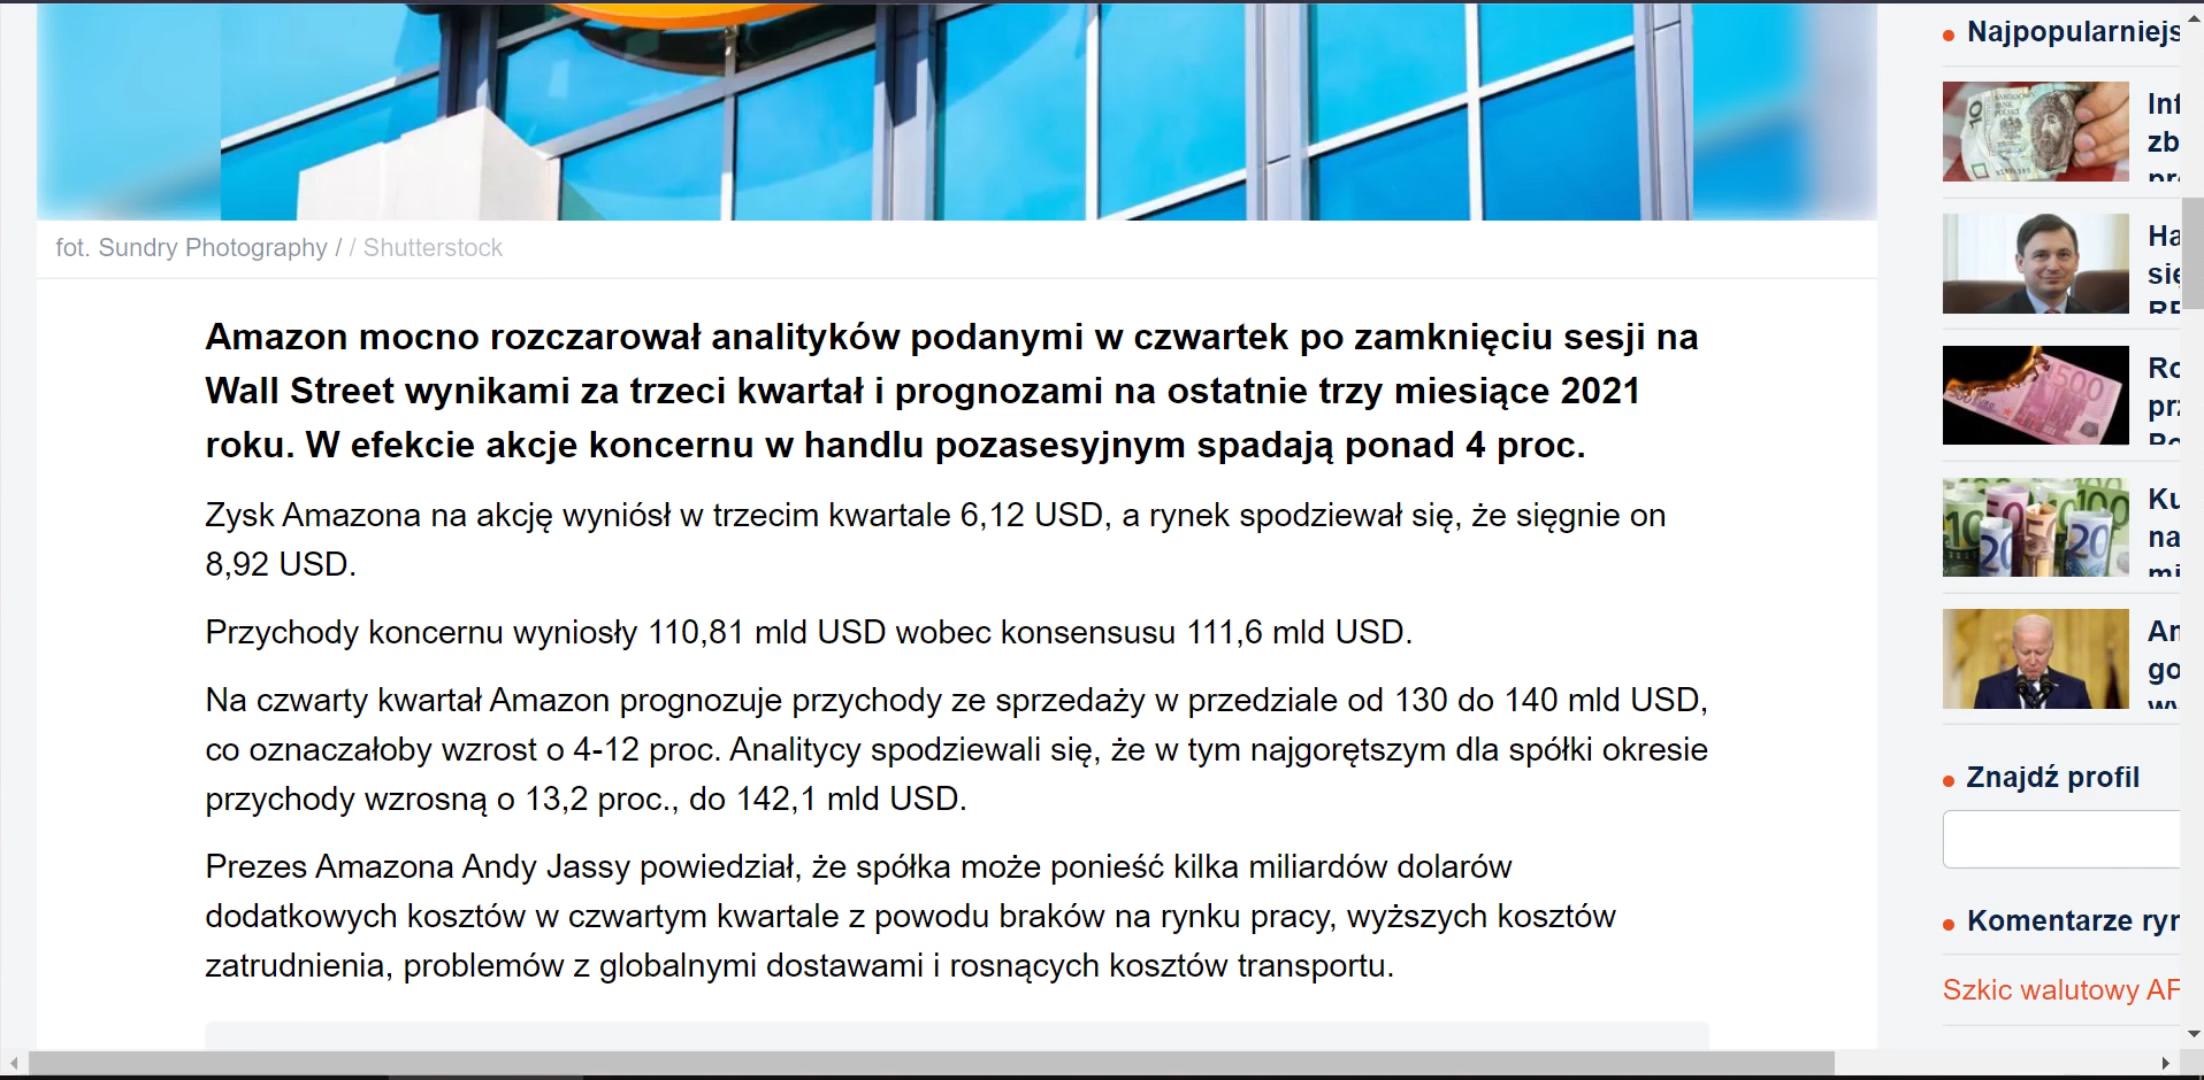 fot. Sundry Photography / / Shutterstock
Amazon mocno rozczarował analityków podanymi w czwartek po zamknięciu sesji na
Wall Street wynikami za trzeci kwartał i prognozami na ostatnie trzy miesiące 2021
roku. W efekcie akcje koncernu w handlu pozasesyjnym spadają ponad 4 proc.
Zysk Amazona na akcję wyniósł w trzecim kwartale 6,12 USD, a rynek spodziewał się, że sięgnie on
8,92 USD.
Przychody koncernu wyniosły 110,81 mld USD wobec konsensusu 111,6 mld USD.
Na czwarty kwartał Amazon prognozuje przychody ze sprzedaży w przedziale od 130 do 140 mld USD,
co oznaczałoby wzrost o 4-12 proc. Analitycy spodziewali się, że w tym najgorętszym dla spółki okresie
przychody wzrosną o 13,2 proc., do 142,1 mld USD.
Prezes Amazona Andy Jassy powiedział, że spółka może ponieść kilka miliardów dolarów
dodatkowych kosztów w czwartym kwartale z powodu braków na rynku pracy, wyższych kosztów
zatrudnienia, problemów z globalnymi dostawami i rosnących kosztów transportu.
Znajdź profil
Komentarze
Szkic walutowy